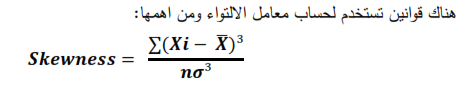 هناك قوانين تستخدم لحساب معامل الالتواء ومن اهمها:
Skewness = ∑(Xi − X̄)³ / nσ³